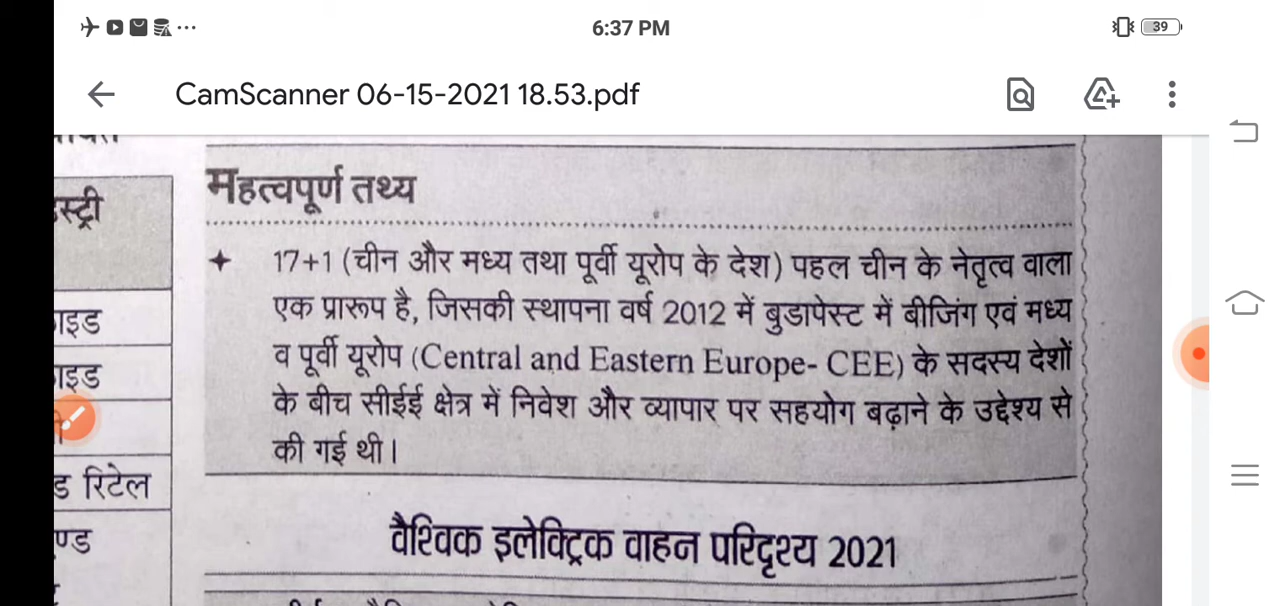 6:37 PM
39
CamScanner 06-15-2021 18.53.pdf
महत्वपूर्ण तथ्य
17+1 (चीन और मध्य तथा पूर्वी यूरोप के देश) पहल चीन के नेतृत्व वाला
एक प्रारूप है, जिसकी स्थापना वर्ष 2012 में बुडापेस्ट में बीजिंग एवं मध्य
व पूर्वी यूरोप (Central and Eastern Europe- CEE) के सदस्य देशों
के बीच सीईई क्षेत्र में निवेश और व्यापार पर सहयोग बढ़ाने के उद्देश्य से
की गई थी।
वैश्विक इलेक्ट्रिक वाहन परिदृश्य 2021
स्ट्री
ाइड
ाइड
ड रिटेल
ण्ड